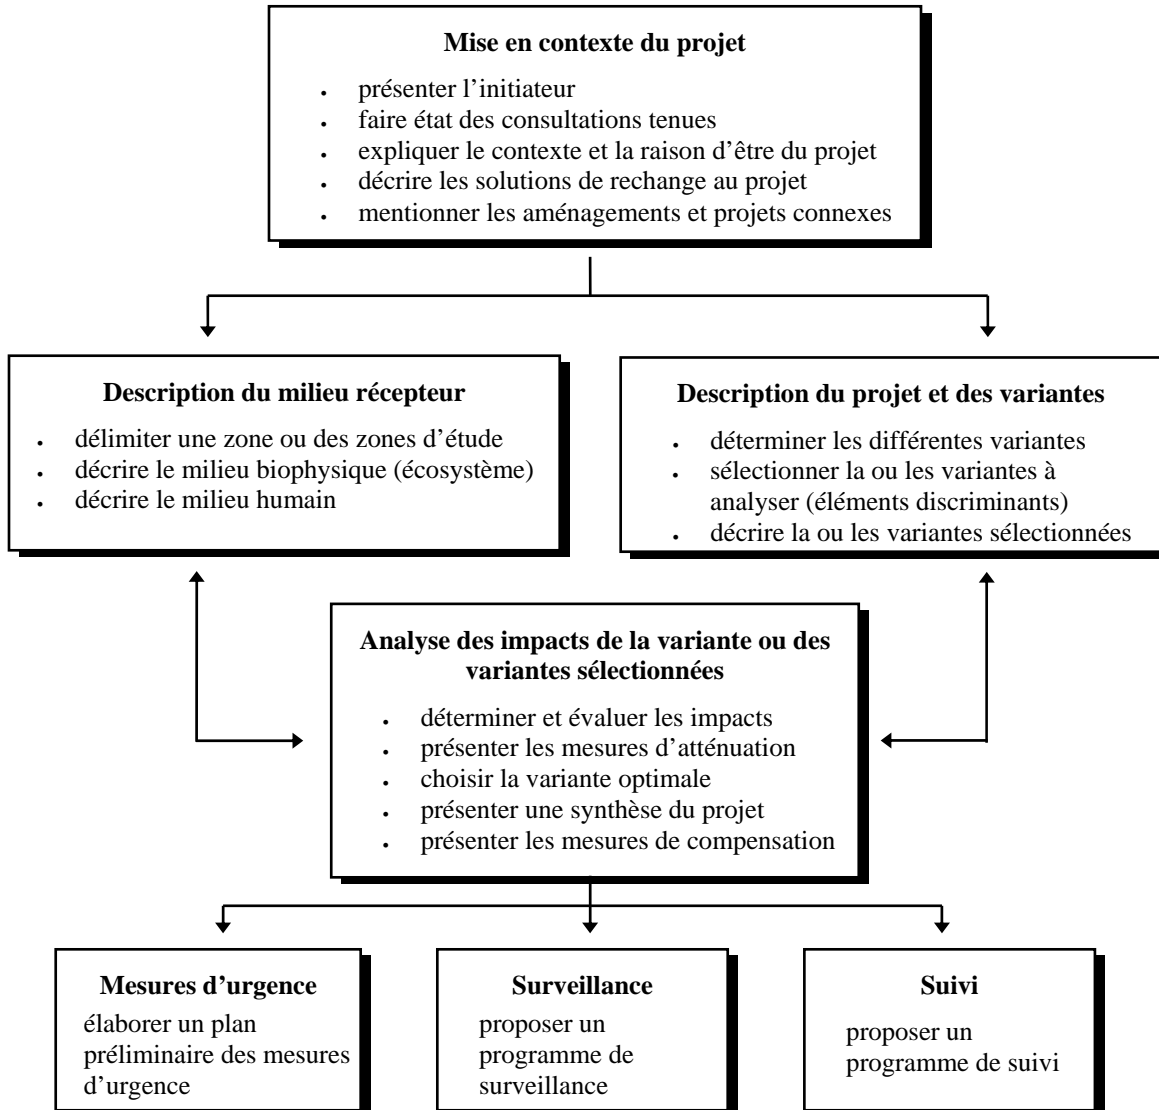 Mise en contexte du projet
• présenter l’initiateur
• faire état des consultations tenues
• expliquer le contexte et la raison d’être du projet
• décrire les solutions de rechange au projet
• mentionner les aménagements et projets connexes
Description du milieu récepteur
• délimiter une zone ou des zones d’étude
• décrire le milieu biophysique (écosystème)
• décrire le milieu humain
Description du projet et des variantes
• déterminer les différentes variantes
• sélectionner la ou les variantes à
analyser (éléments discriminants)
• décrire la ou les variantes sélectionnées
Analyse des impacts de la variante ou des
variantes sélectionnées
• déterminer et évaluer les impacts
• présenter les mesures d’atténuation
• choisir la variante optimale
• présenter une synthèse du projet
• présenter les mesures de compensation
Mesures d’urgence
élaborer un plan
préliminaire des mesures
d’urgence
Surveillance
proposer un
programme de
surveillance
Suivi
proposer un
programme de suivi